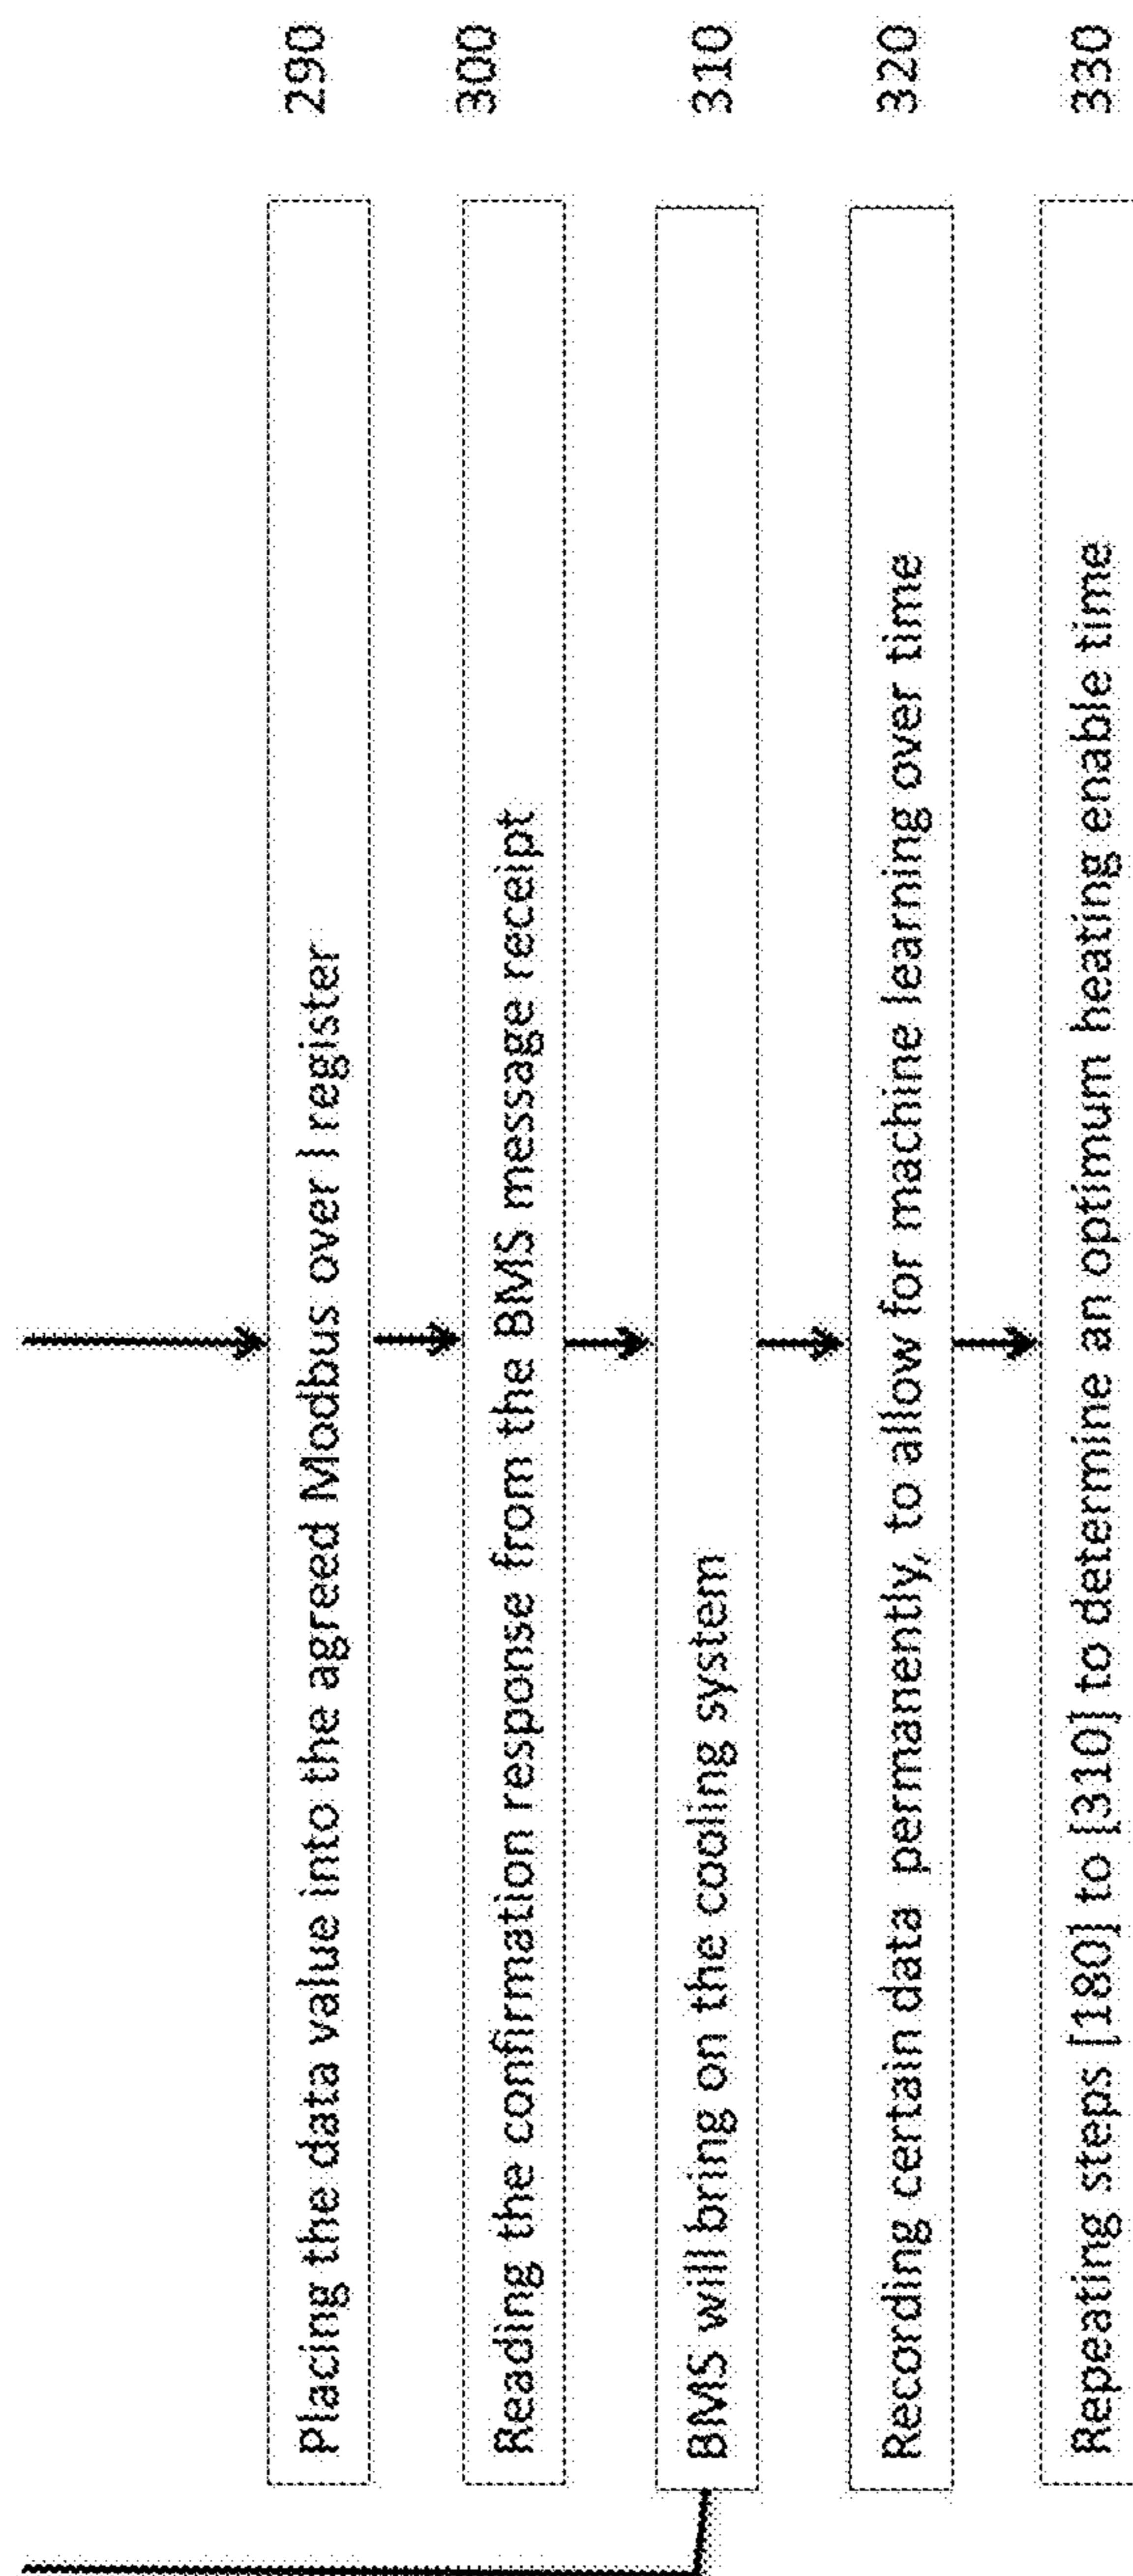 Placing the data value into the agreed Modbus over I register 290
Reading the confirmation response from the BMS message receipt 300
BMS will bring on the cooling system 310
Recording certain data permanently, to allow for machine learning over time 320
Repeating steps [180] to [310] to determine an optimum heating enable time 330